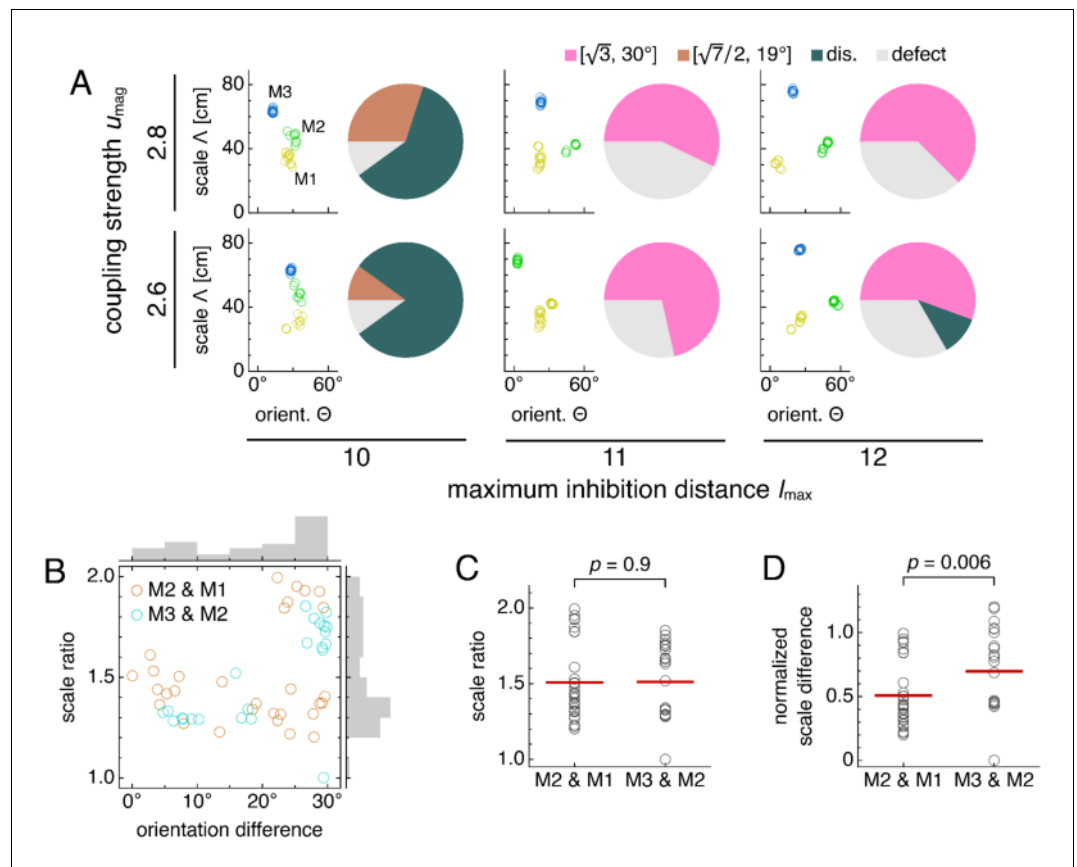 [√3, 30°] [√7/2, 19°] dis. defect
A
coupling strength u_mag
2.8
2.6
80
40
0
scale Λ [cm]
M3
M2
M1
80
40
0
scale Λ [cm]
0° 60° 0° 60° 0° 60°
orient. Θ orient. Θ orient. Θ
10 11 12
maximum inhibition distance l_max
B
M2 & M1
M3 & M2
2.0
1.5
1.0
scale ratio
0° 10° 20° 30°
orientation difference
C
p = 0.9
2.0
1.5
1.0
scale ratio
M2 & M1 M3 & M2
D
p = 0.006
1.0
0.5
0
normalized
scale difference
M2 & M1 M3 & M2